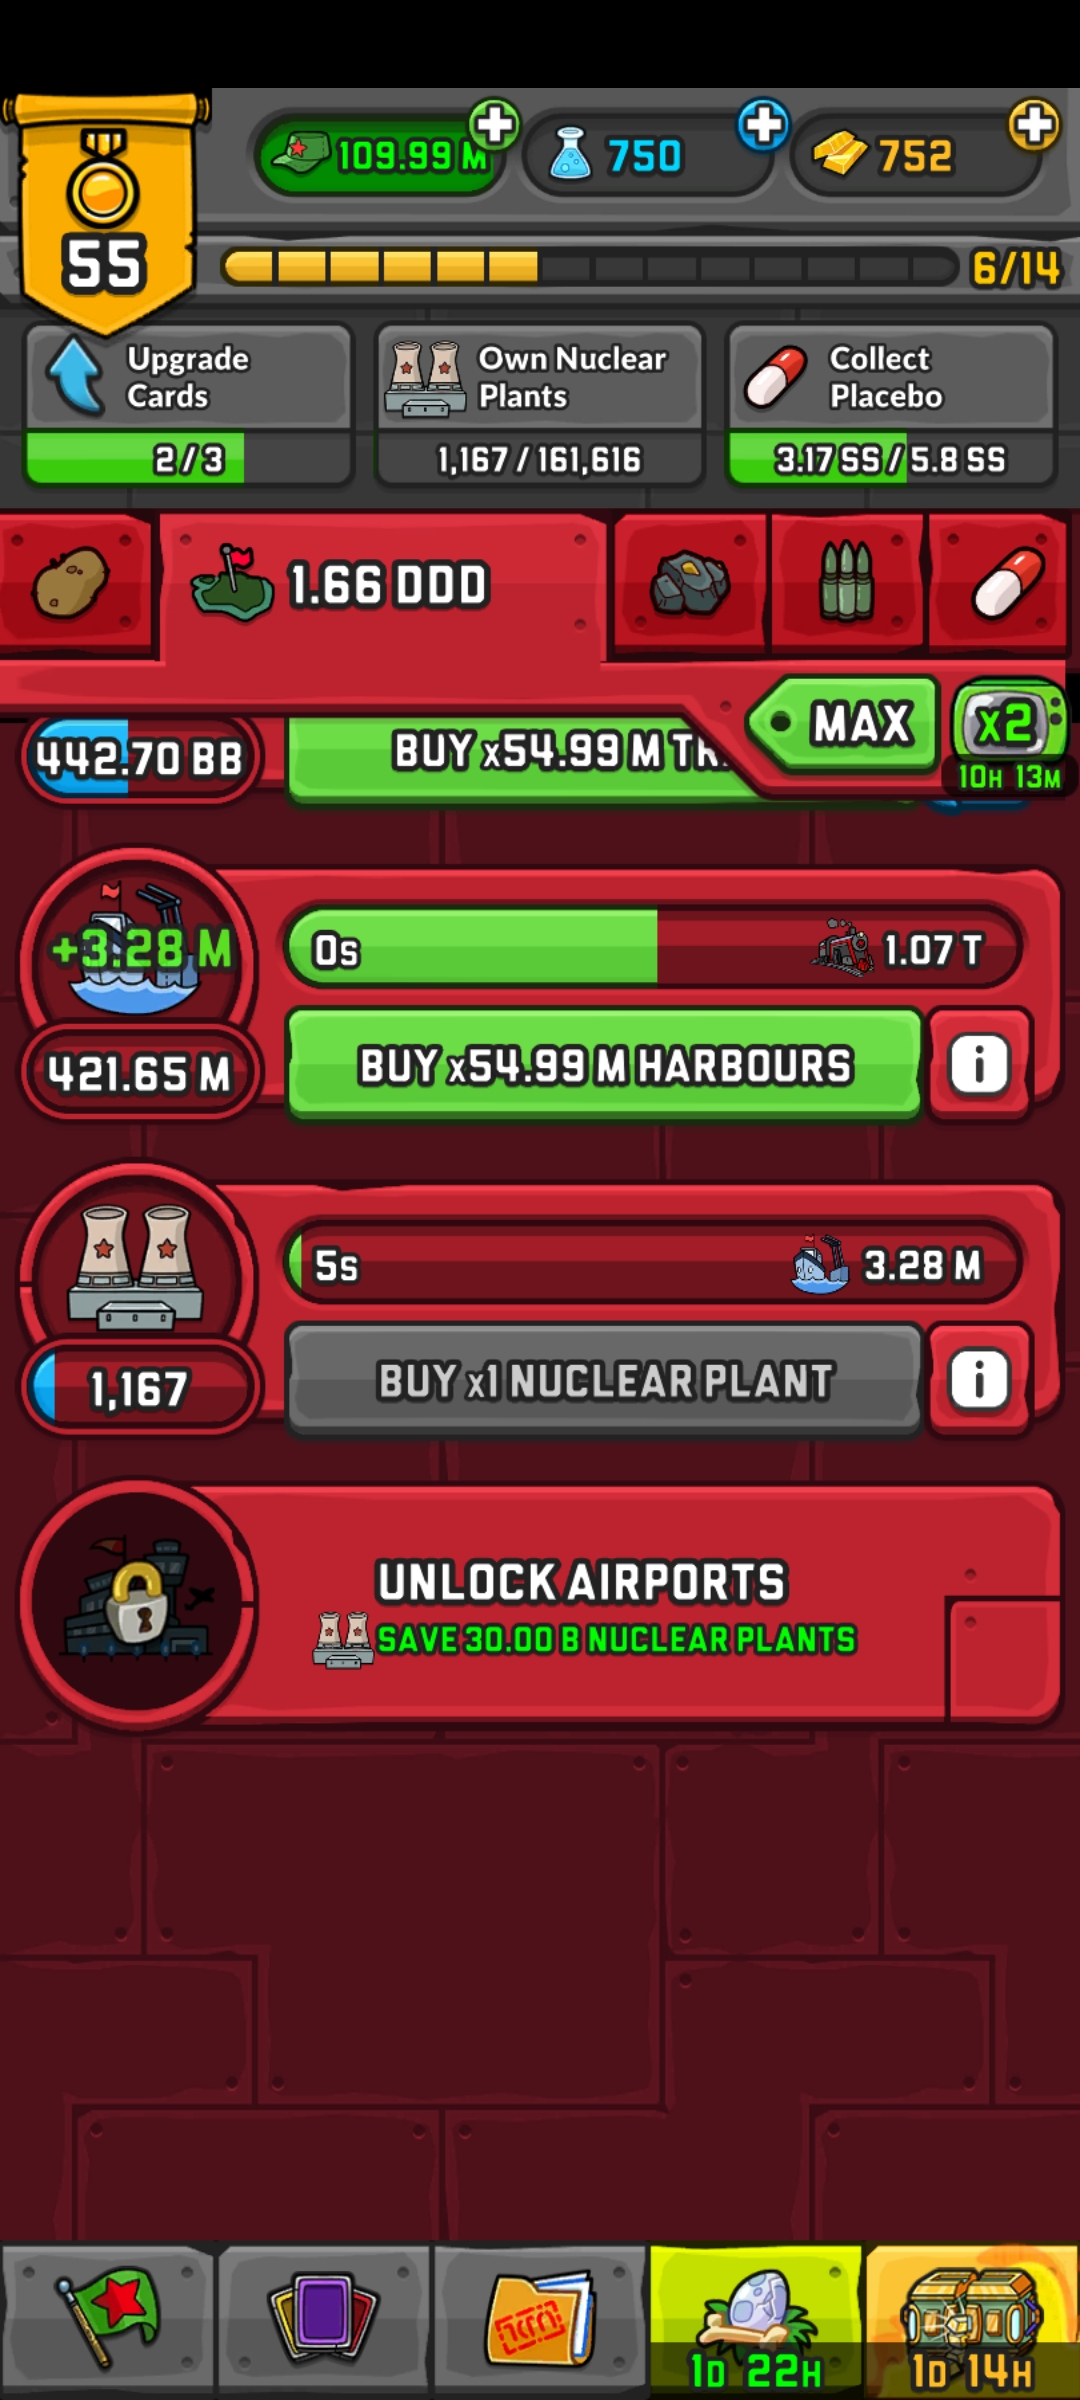 109.99 M
750
752
55
6/14
Upgrade
Cards
2/3
Own Nuclear
Plants
1,167/161,616
Collect
Placebo
3.17 SS/5.8 SS
1.66 DDD
MAX
x2
10H 13M
442.70 BB
BUY x54.99 M
+3.28 M
0s
1.07 T
421.65 M
BUY x54.99 M HARBOURS
i
5s
3.28 M
1,167
BUY x1 NUCLEAR PLANT
i
UNLOCK AIRPORTS
SAVE 30.00 B NUCLEAR PLANTS
1D 22H
1D 14H